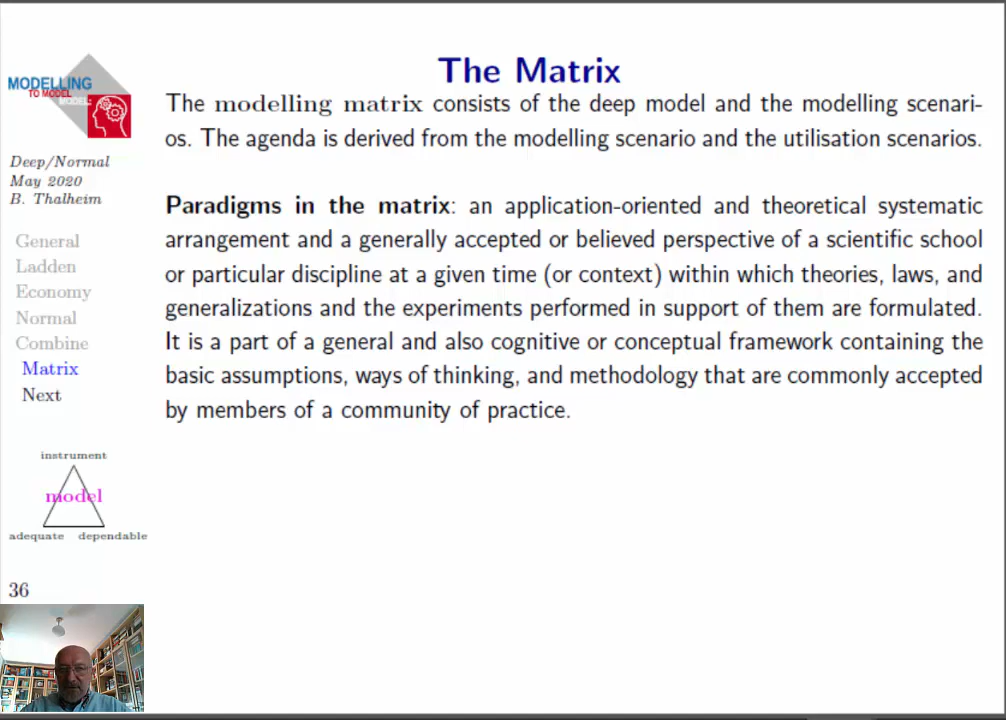 The Matrix
MODELLING
TO MODEL
MODEL:
Deep/Normal
May 2020
B. Thalheim
General
Ladden
Economy
Normal
Combine
Matrix
Next
instrument
model
adequate dependable
36
The modelling matrix consists of the deep model and the modelling scenari-
os. The agenda is derived from the modelling scenario and the utilisation scenarios.
Paradigms in the matrix: an application-oriented and theoretical systematic
arrangement and a generally accepted or believed perspective of a scientific school
or particular discipline at a given time (or context) within which theories, laws, and
generalizations and the experiments performed in support of them are formulated.
It is a part of a general and also cognitive or conceptual framework containing the
basic assumptions, ways of thinking, and methodology that are commonly accepted
by members of a community of practice.